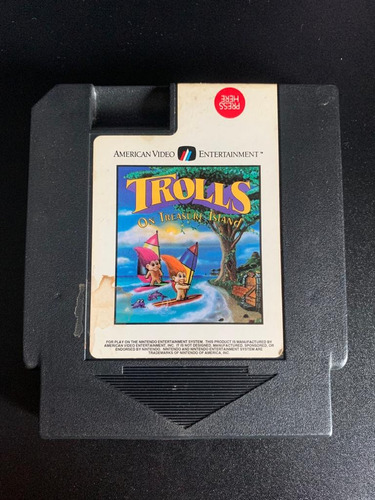 PRESS
HERE
AMERICAN VIDEO ENTERTAINMENT™
TROLLS
ON TREASURE ISLAND
FOR PLAY ON THE NINTENDO ENTERTAINMENT SYSTEM. THIS PRODUCT IS MANUFACTURED BY
AMERICAN VIDEO ENTERTAINMENT, INC. IT IS NOT DESIGNED, MANUFACTURED, SPONSORED, OR
ENDORSED BY NINTENDO. NINTENDO AND NINTENDO ENTERTAINMENT SYSTEM ARE
TRADEMARKS OF NINTENDO OF AMERICA, INC.